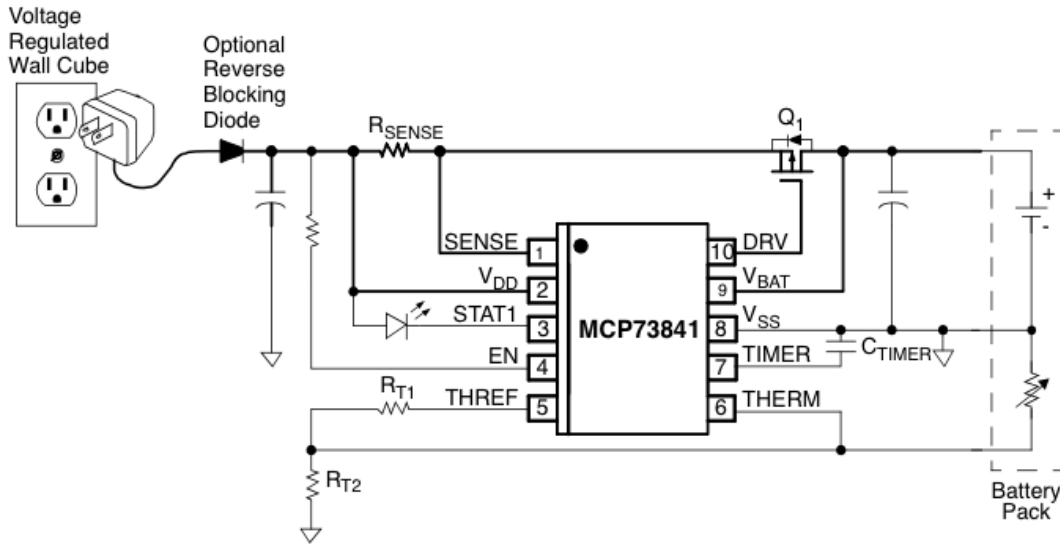 Voltage
Regulated
Wall Cube
Optional
Reverse
Blocking
Diode
RSENSE
Q1
SENSE
1
10
DRV
VDD
2
9
VBAT
STAT1
3
MCP73841
8
VSS
EN
4
7
TIMER
CTIMER
RT1
THREF
5
6
THERM
RT2
+
-
Battery
Pack